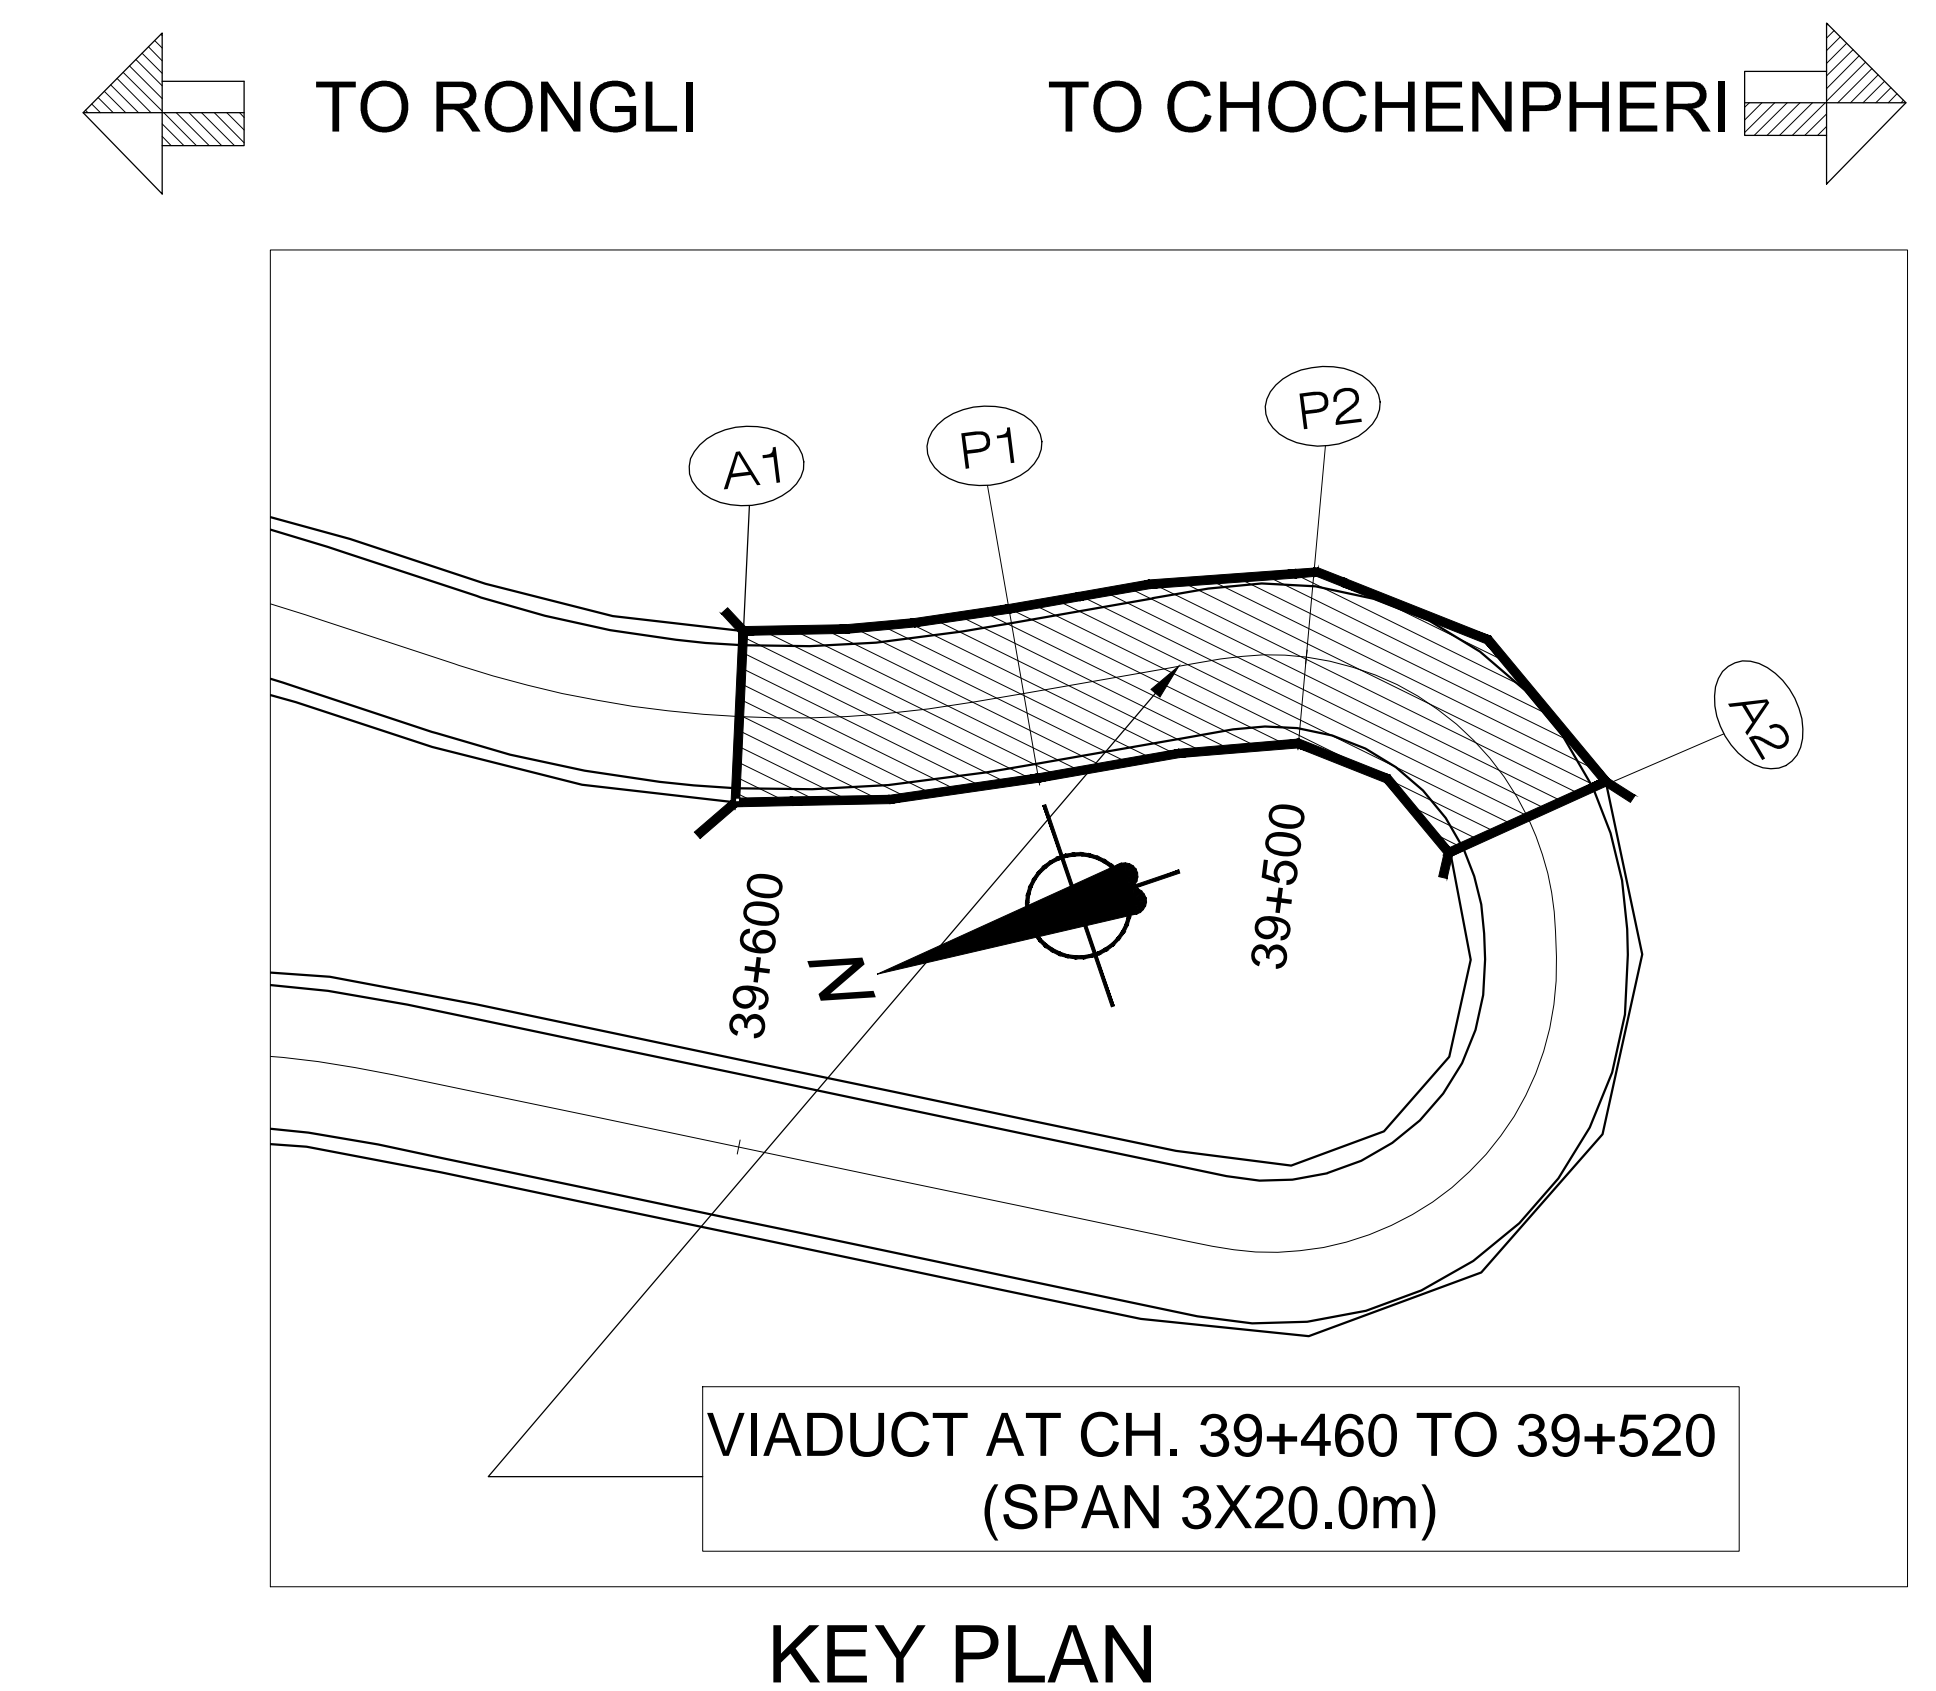 TO RONGLI
TO CHOCHENPHERI
A1
P1
P2
A2
39+600
N
39+500
VIADUCT AT CH. 39+460 TO 39+520
(SPAN 3X20.0m)
KEY PLAN